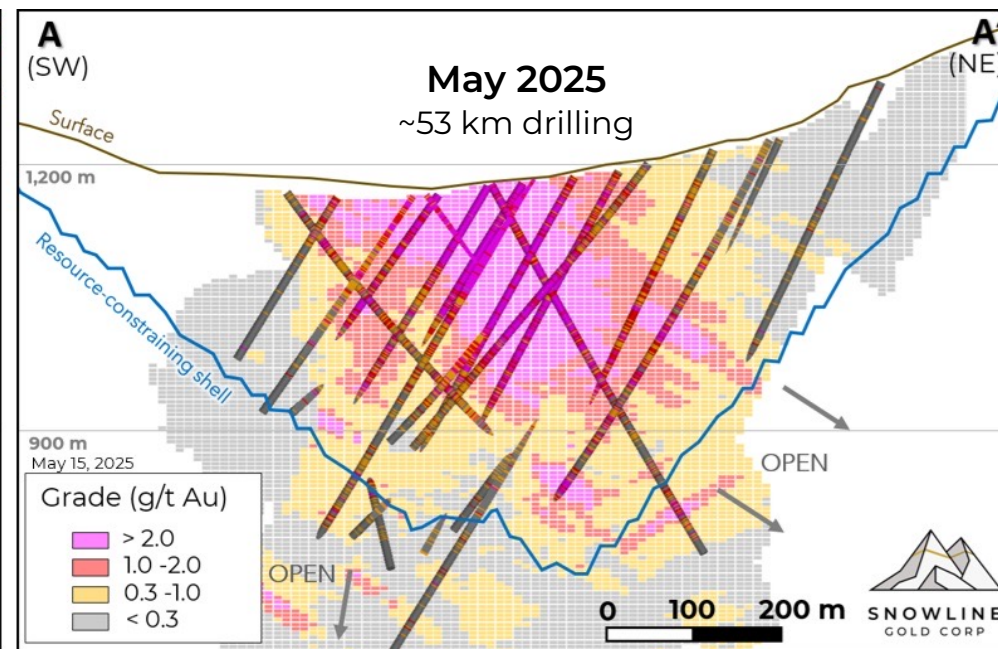 A
(SW)
A'
(NE)
May 2025
~53 km drilling
Surface
1,200 m
Resource-constraining shell
900 m
May 15, 2025
OPEN
Grade (g/t Au)
> 2.0
1.0 -2.0
0.3 -1.0
< 0.3
OPEN
0 100 200 m
SNOWLINE
GOLD CORP